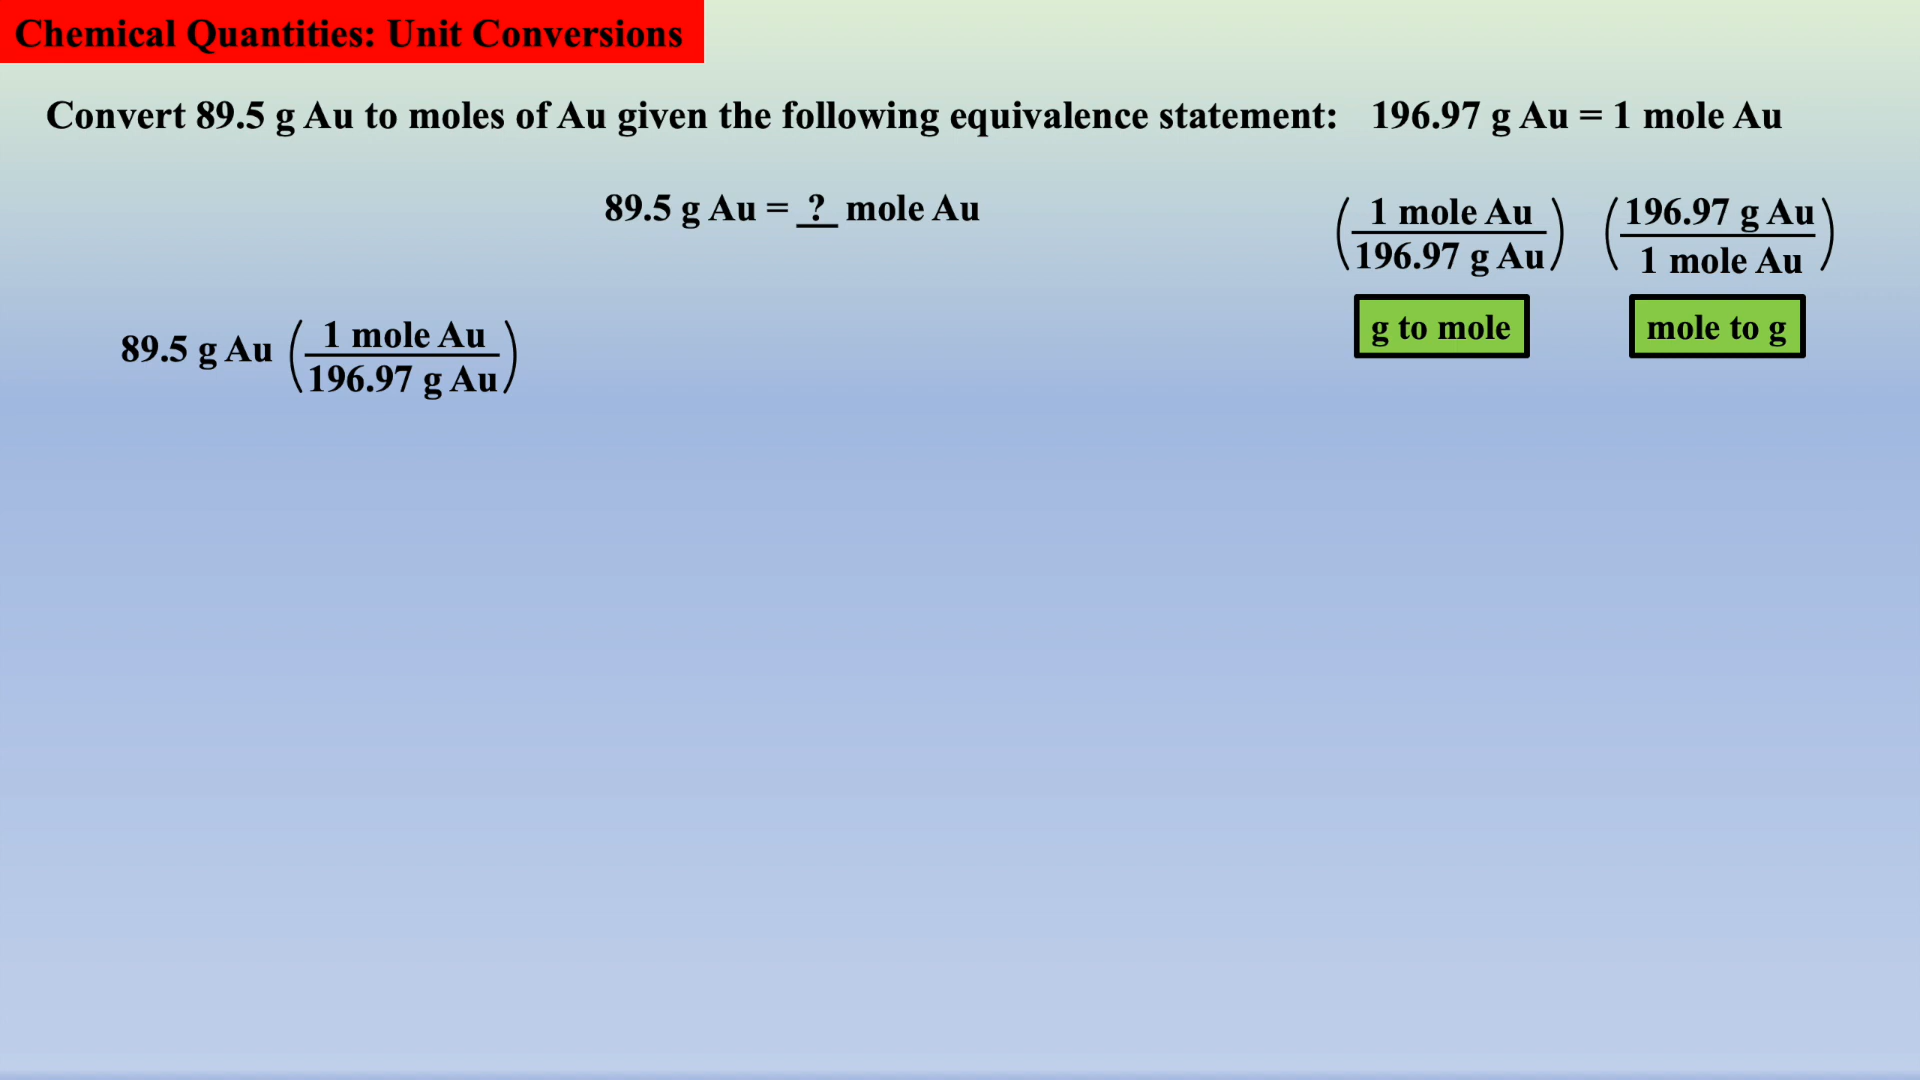 Chemical Quantities: Unit Conversions
Convert 89.5 g Au to moles of Au given the following equivalence statement: 196.97 g Au = 1 mole Au
89.5 g Au = ? mole Au
( 1 mole Au / 196.97 g Au ) ( 196.97 g Au / 1 mole Au )
g to mole mole to g
89.5 g Au ( 1 mole Au / 196.97 g Au )